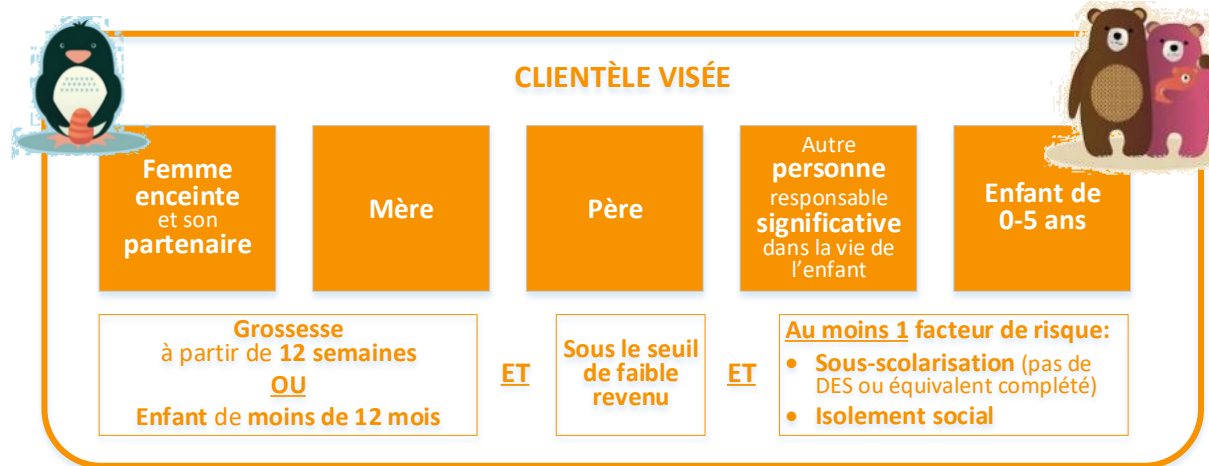 CLIENTÈLE VISÉE
Femme
enceinte
et son
partenaire
Mère
Père
Autre
personne
responsable
significative
dans la vie de
l'enfant
Enfant de
0-5 ans
Grossesse
à partir de 12 semaines
OU
Enfant de moins de 12 mois
ET
Sous le seuil
de faible
revenu
ET
Au moins 1 facteur de risque:
• Sous-scolarisation (pas de
DES ou équivalent complété)
• Isolement social